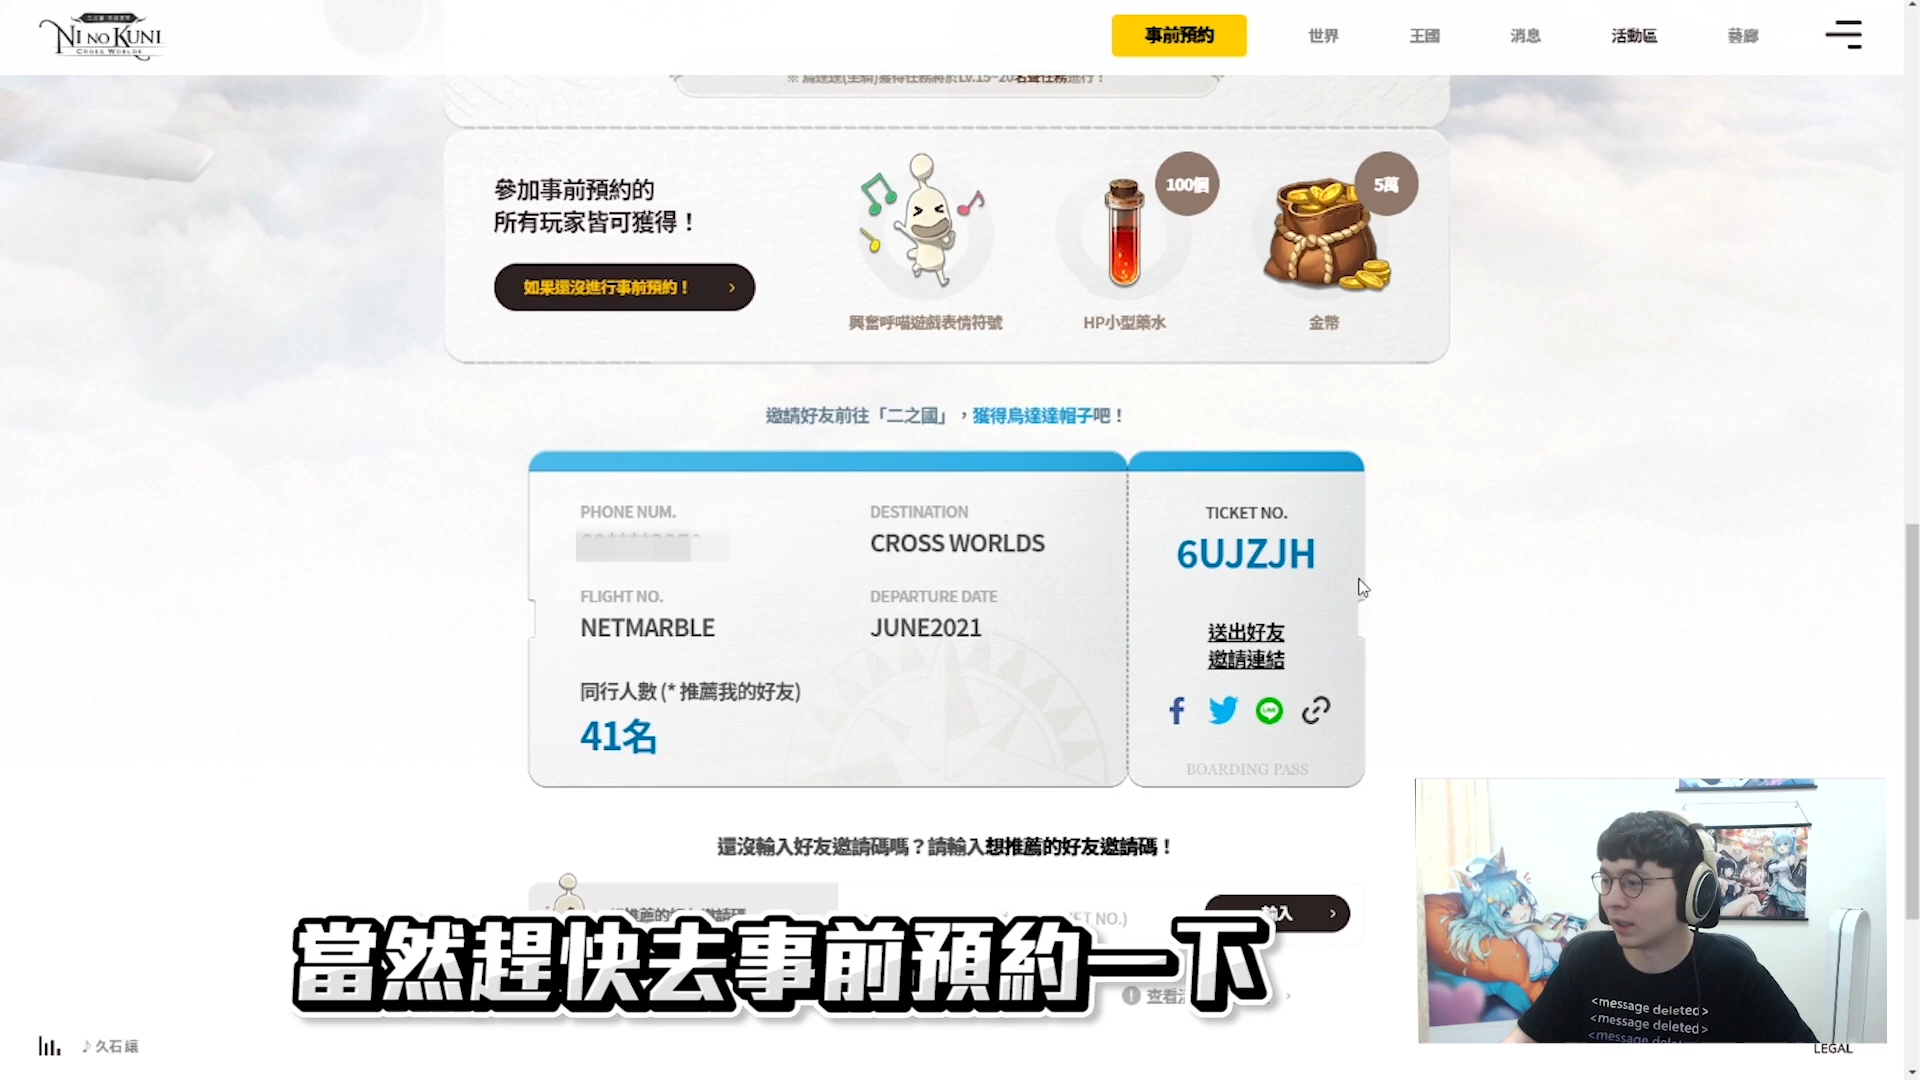 NI NO KUNI
CROSS WORLDS
事前預約
世界
王國
消息
活動區
藝廊
參加事前預約的
所有玩家皆可獲得！
如果還沒進行事前預約！
100個
5萬
興奮呼喵遊戲表情符號
HP小型藥水
金幣
邀請好友前往「二之國」，獲得烏達達帽子吧！
PHONE NUM.
DESTINATION
CROSS WORLDS
FLIGHT NO.
NETMARBLE
DEPARTURE DATE
JUNE2021
同行人數 (* 推薦我的好友)
41名
TICKET NO.
6UJZJH
送出好友
邀請連結
LINE
BOARDING PASS
還沒輸入好友邀請碼嗎？請輸入想推薦的好友邀請碼！
ET NO.)
輸入
當然趕快去事前預約一下
查看
♪ 久石 讓
<message deleted>
<message deleted>
LEGAL